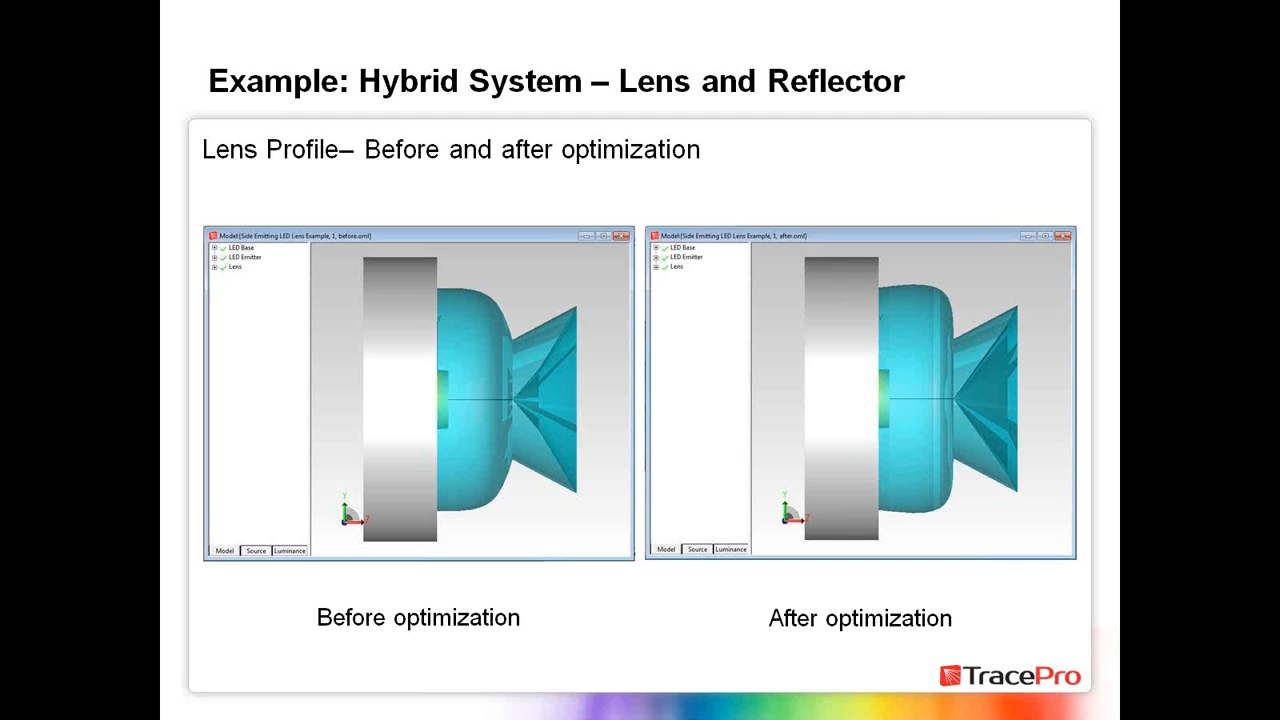 Example: Hybrid System – Lens and Reflector
Lens Profile– Before and after optimization
Model:[Side Emitting LED Lens Example, 1, before.oml]
LED Base
LED Emitter
Lens
Y
Y
Z
Model Source Luminance
Model:[Side Emitting LED Lens Example, 1, after.oml]
LED Base
LED Emitter
Lens
Y
Y
Z
Model Source Luminance
Before optimization
After optimization
TracePro